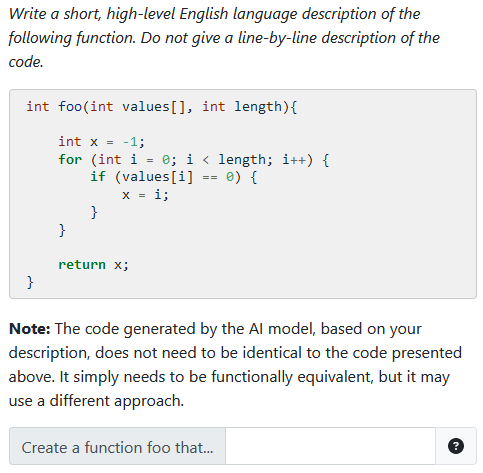 Write a short, high-level English language description of the
following function. Do not give a line-by-line description of the
code.
int foo(int values[], int length){
int x = -1;
for (int i = 0; i < length; i++) {
if (values[i] == 0) {
x = i;
}
}
return x;
}
Note: The code generated by the AI model, based on your
description, does not need to be identical to the code presented
above. It simply needs to be functionally equivalent, but it may
use a different approach.
Create a function foo that... ?